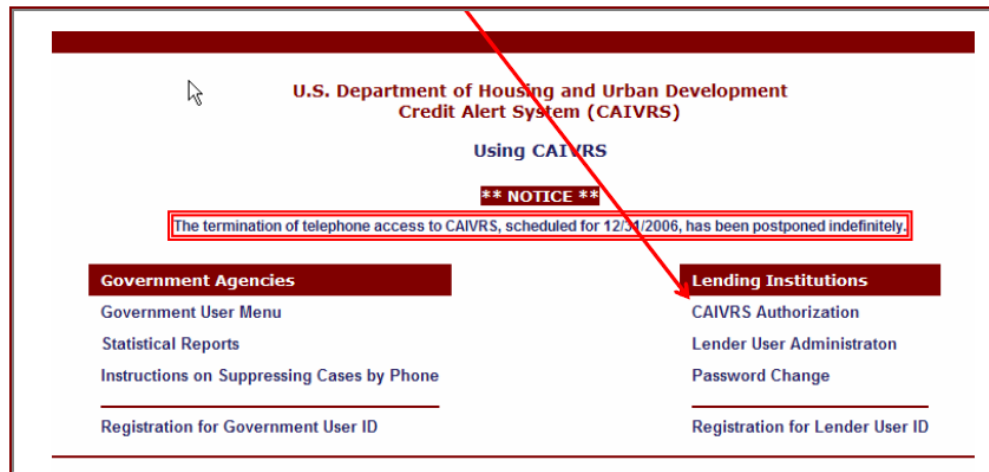 U.S. Department of Housing and Urban Development
Credit Alert System (CAIVRS)
Using CAIVRS
** NOTICE **
The termination of telephone access to CAIVRS, scheduled for 12/31/2006, has been postponed indefinitely.
Government Agencies
Government User Menu
Statistical Reports
Instructions on Suppressing Cases by Phone
Registration for Government User ID
Lending Institutions
CAIVRS Authorization
Lender User Administraton
Password Change
Registration for Lender User ID